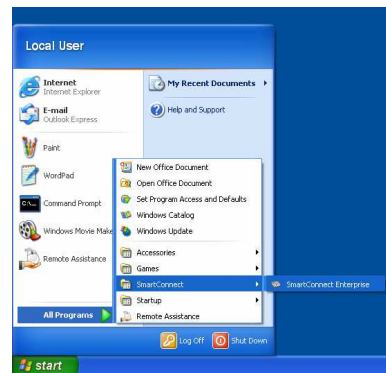 Local User
Internet
Internet Explorer
E-mail
Outlook Express
Paint
WordPad
Command Prompt
Windows Movie Make
Remote Assistance
All Programs
My Recent Documents
Help and Support
New Office Document
Open Office Document
Set Program Access and Defaults
Windows Catalog
Windows Update
Accessories
Games
SmartConnect
Startup
Remote Assistance
SmartConnect Enterprise
Log Off
Shut Down
start